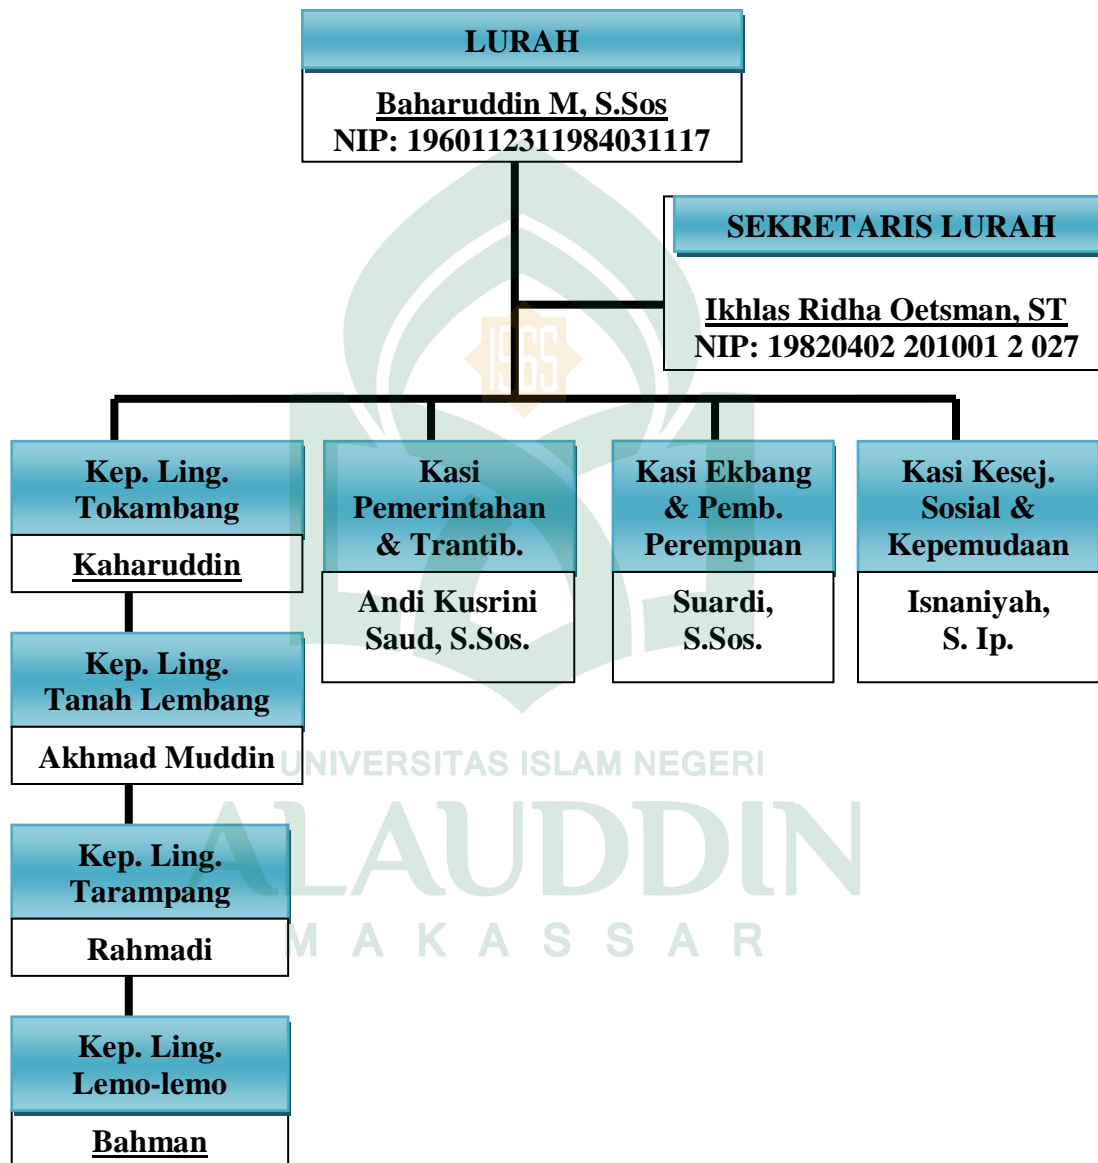 LURAH
Baharuddin M, S.Sos
NIP: 1960112311984031117
SEKRETARIS LURAH
Ikhlas Ridha Oetsman, ST
NIP: 19820402 201001 2 027
1965
Kep. Ling.
Tokambang
Kaharuddin
Kasi
Pemerintahan
& Trantib.
Andi Kusrini
Saud, S.Sos.
Kasi Ekbang
& Pemb.
Perempuan
Suardi,
S.Sos.
Kasi Kesej.
Sosial &
Kepemudaan
Isnaniyah,
S. Ip.
Kep. Ling.
Tanah Lembang
Akhmad Muddin
UNIVERSITAS ISLAM NEGERI
ALAUDDIN
MAKASSAR
Kep. Ling.
Tarampang
Rahmadi
Kep. Ling.
Lemo-lemo
Bahman